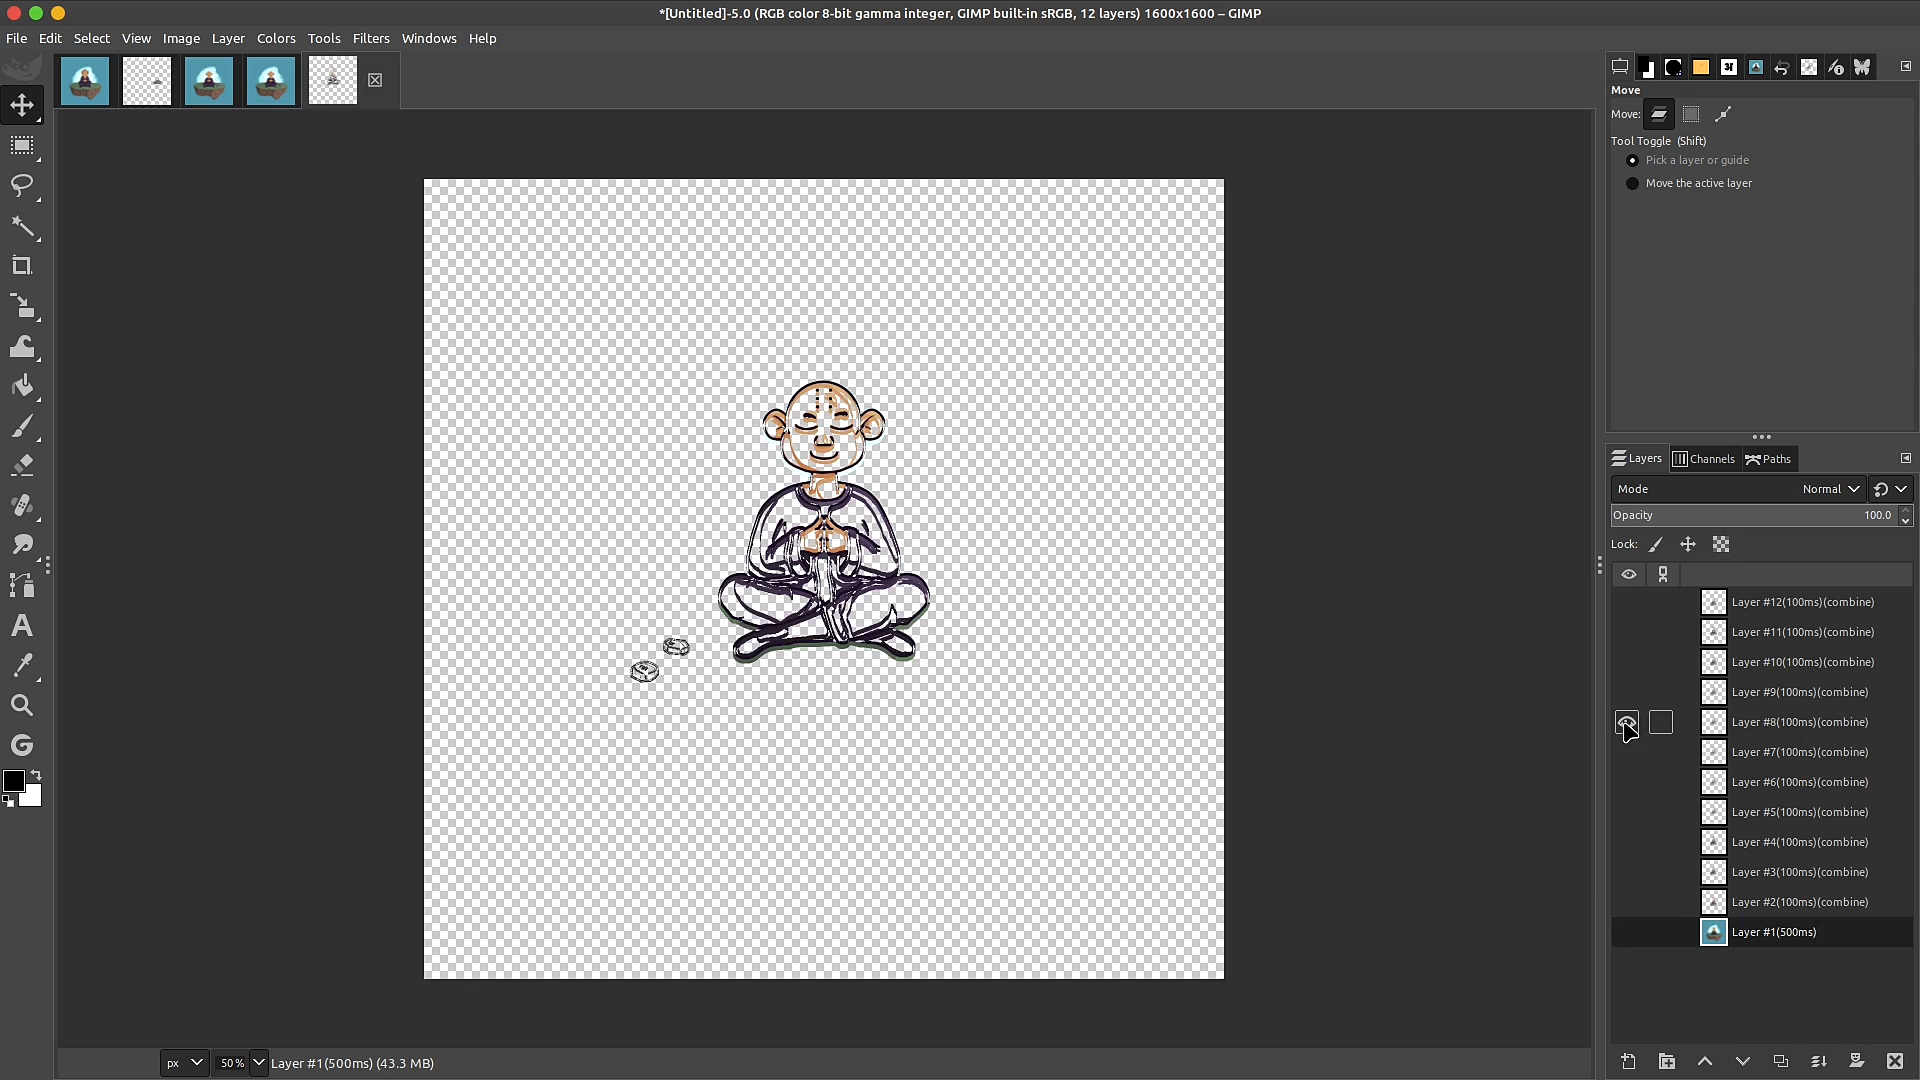 *[Untitled]-5.0 (RGB color 8-bit gamma integer, GIMP built-in sRGB, 12 layers) 1600x1600 – GIMP
File Edit Select View Image Layer Colors Tools Filters Windows Help
Move
Move:
Tool Toggle (Shift)
Pick a layer or guide
Move the active layer
Layers Channels Paths
Mode Normal
Opacity 100.0
Lock:
Layer #12(100ms)(combine)
Layer #11(100ms)(combine)
Layer #10(100ms)(combine)
Layer #9(100ms)(combine)
Layer #8(100ms)(combine)
Layer #7(100ms)(combine)
Layer #6(100ms)(combine)
Layer #5(100ms)(combine)
Layer #4(100ms)(combine)
Layer #3(100ms)(combine)
Layer #2(100ms)(combine)
Layer #1(500ms)
px 50% Layer #1(500ms) (43.3 MB)